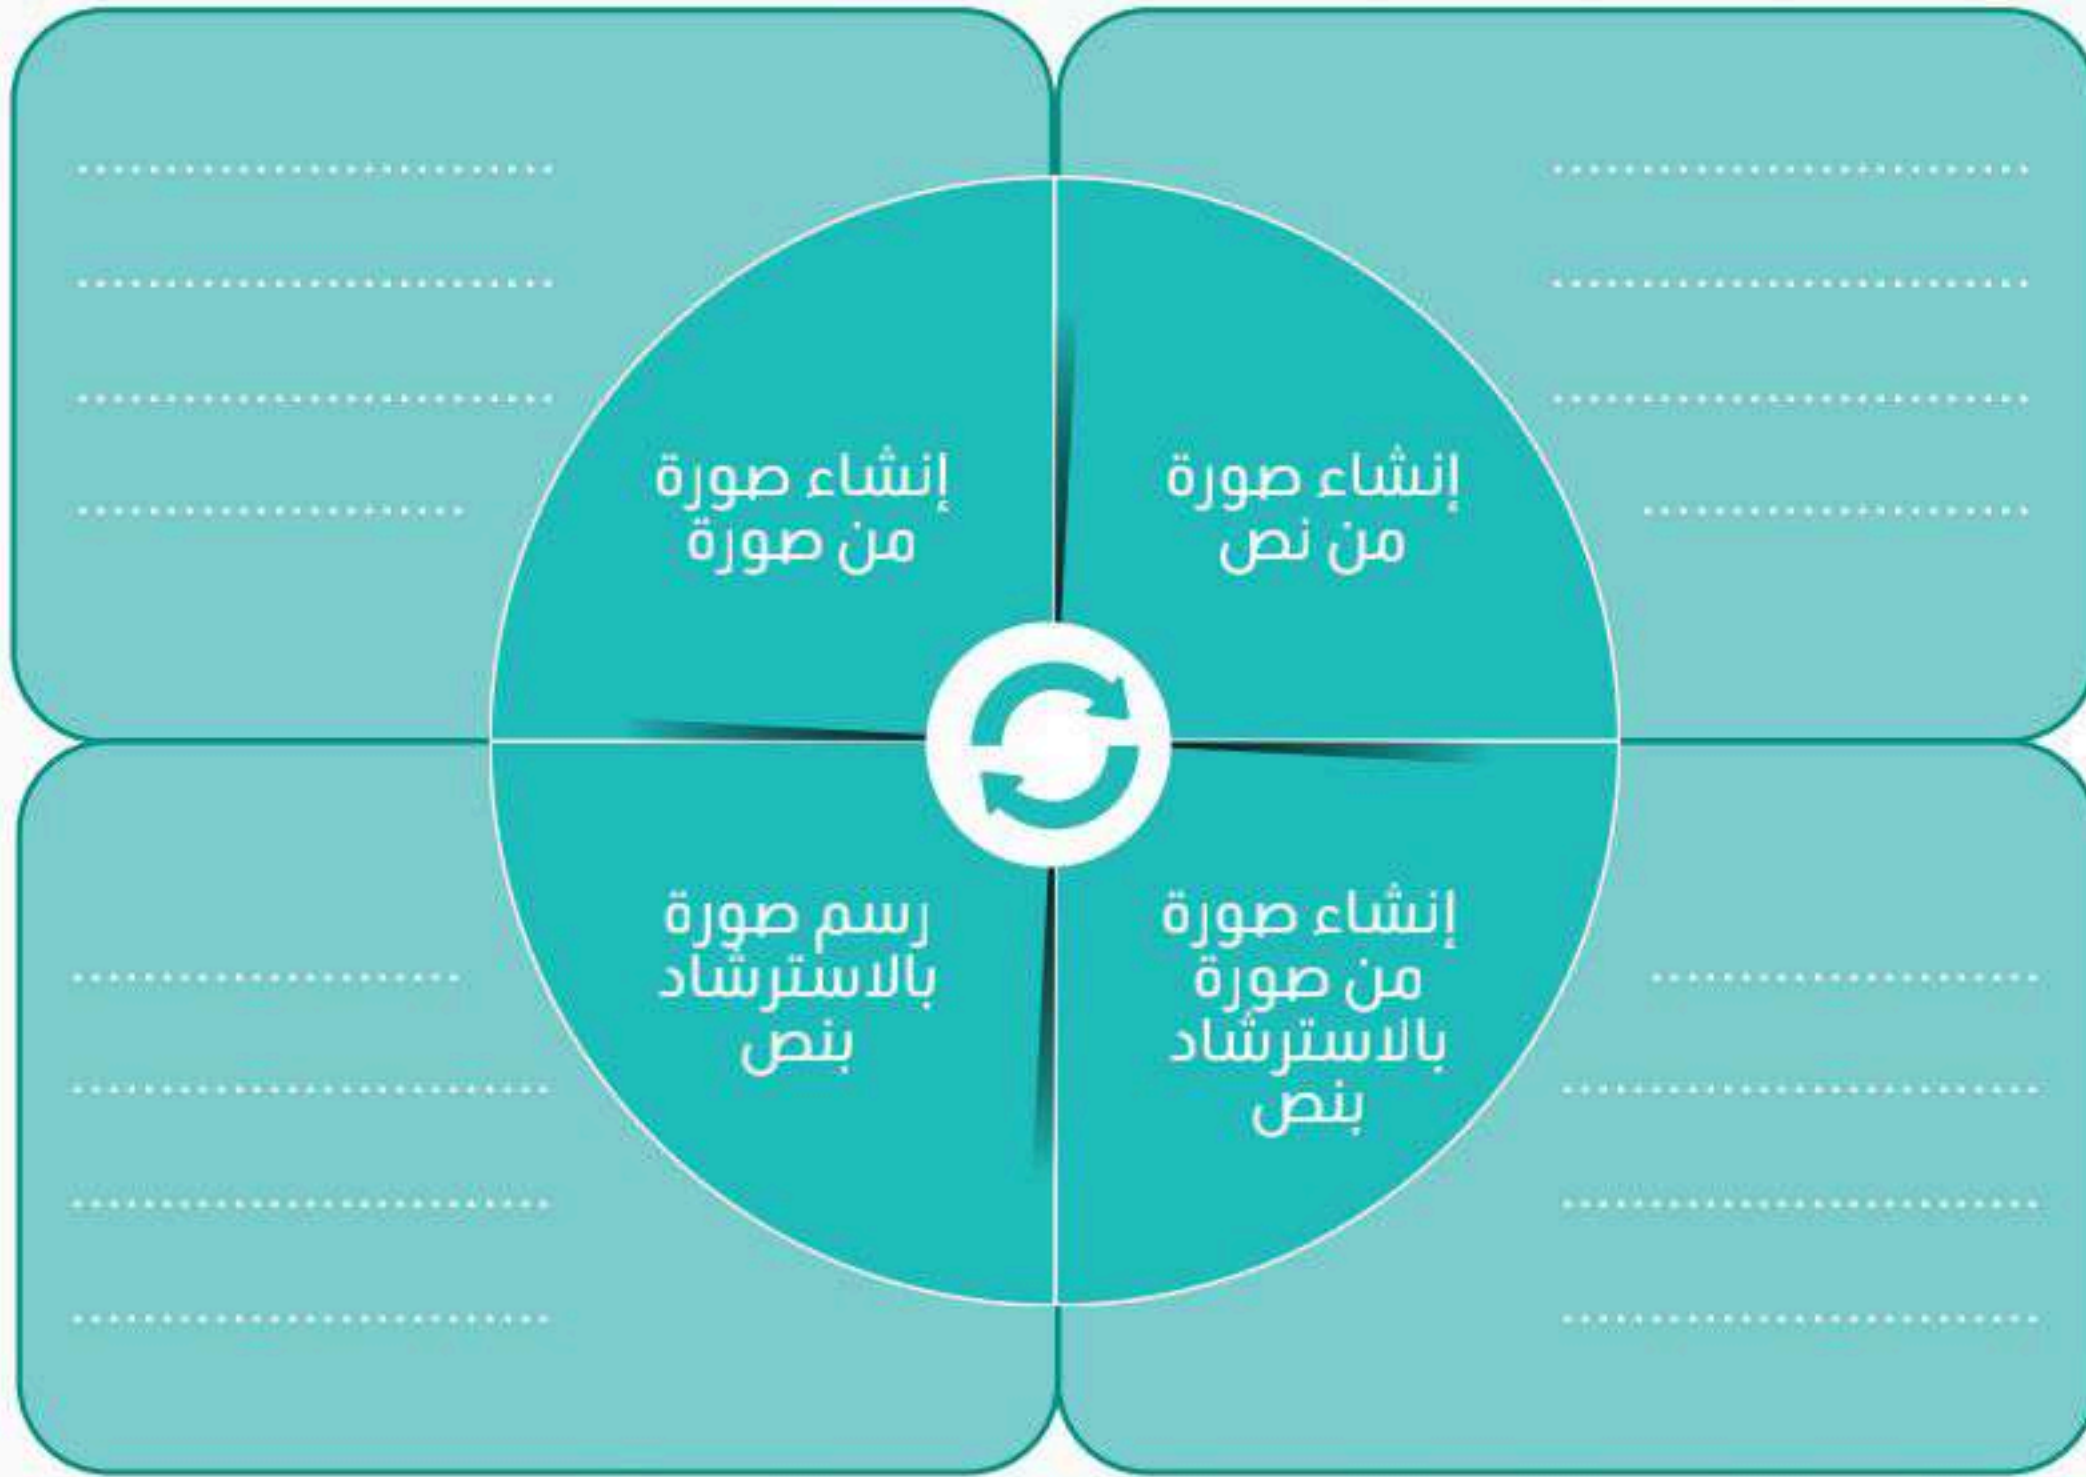 إنشاء صورة
من نص
إنشاء صورة
من صورة
إنشاء صورة
من صورة
بالاسترشاد
بنص
رسم صورة
بالاسترشاد
بنص